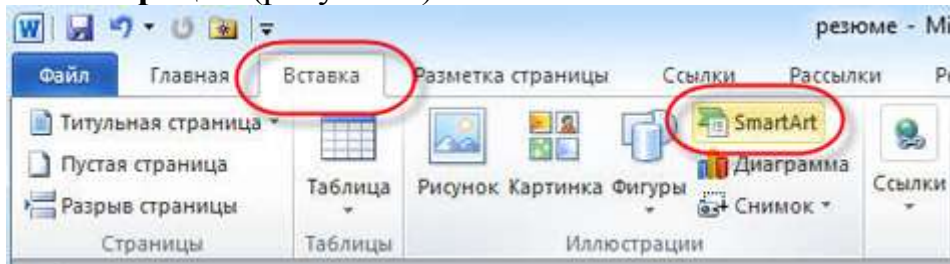 резюме - Mi
Файл Главная Вставка Разметка страницы Ссылки Рассылки
Титульная страница
Пустая страница
Разрыв страницы
Таблица
Рисунок Картинка Фигуры
SmartArt
Диаграмма
Снимок
Ссылки
Страницы Таблицы Иллюстрации